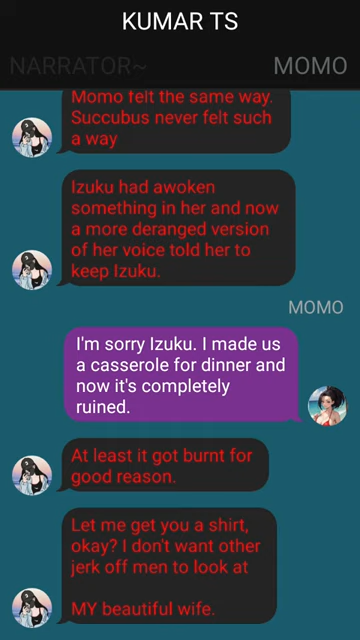 KUMAR TS
NARRATOR~
MOMO
Momo felt the same way.
Succubus never felt such
a way
Izuku had awoken
something in her and now
a more deranged version
of her voice told her to
keep Izuku.
MOMO
I'm sorry Izuku. I made us
a casserole for dinner and
now it's completely
ruined.
At least it got burnt for
good reason.
Let me get you a shirt,
okay? I don't want other
jerk off men to look at
MY beautiful wife.